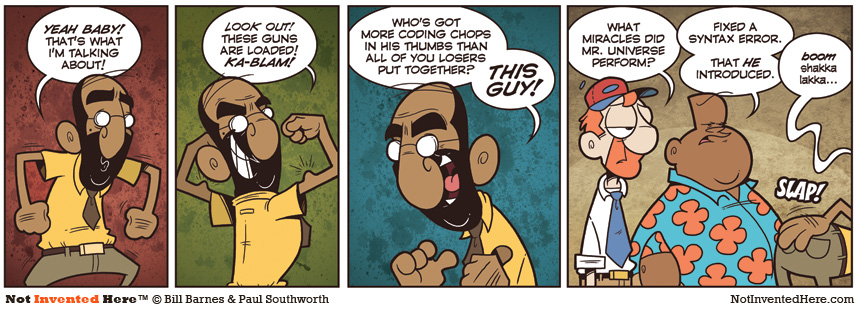 YEAH BABY!
THAT'S WHAT
I'M TALKING
ABOUT!
LOOK OUT!
THESE GUNS
ARE LOADED!
KA-BLAM!
WHO'S GOT
MORE CODING CHOPS
IN HIS THUMBS THAN
ALL OF YOU LOSERS
PUT TOGETHER?
THIS
GUY!
WHAT
MIRACLES DID
MR. UNIVERSE
PERFORM?
FIXED A
SYNTAX ERROR.
THAT HE
INTRODUCED.
boom
shakka
lakka...
SLAP!
Not Invented Here™ © Bill Barnes & Paul Southworth
NotInventedHere.com